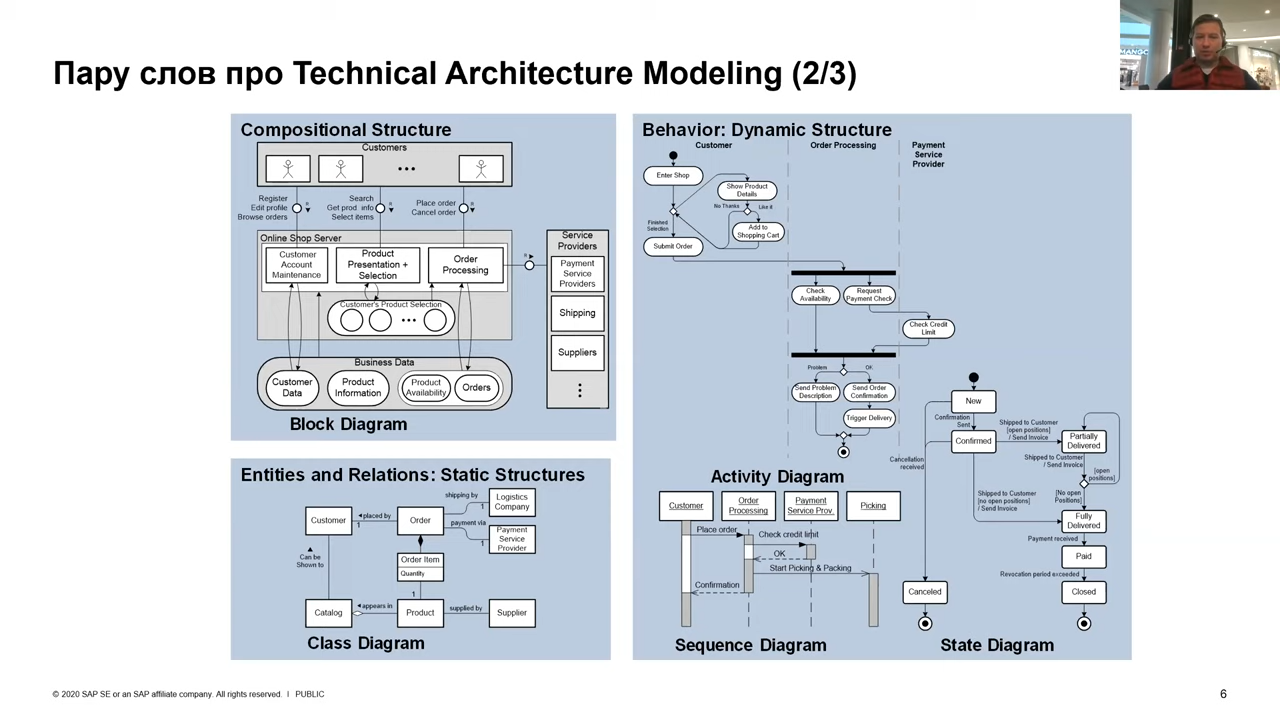 Пару слов про Technical Architecture Modeling (2/3)
MANGO
Compositional Structure
Customers
Register
Edit profile
Browse orders
R
Search
Get prod. info
Select items
R
Place order
Cancel order
R
Online Shop Server
Customer
Account
Maintenance
Product
Presentation +
Selection
Order
Processing
R
Service
Providers
Payment
Service
Providers
Shipping
Suppliers
Customer's Product Selection
Business Data
Customer
Data
Product
Information
Product
Availability
Orders
Block Diagram
Entities and Relations: Static Structures
Customer
placed by
1
Order
shipping by
1
Logistics
Company
payment via
1
Payment
Service
Provider
Can be
Shown to
Order Item
Quantity
1
Catalog
appears in
Product
supplied by
Supplier
Class Diagram
Behavior: Dynamic Structure
Customer
Order Processing
Payment
Service
Provider
Enter Shop
Show Product
Details
No Thanks
Like it
Add to
Shopping Cart
Finished
Selection
Submit Order
Check
Availability
Request
Payment Check
Check Credit
Limit
Problem
OK
Send Problem
Description
Send Order
Confirmation
Trigger Delivery
Activity Diagram
Customer
Order
Processing
Payment
Service Prov.
Picking
Place order
Check credit limit
OK
Start Picking & Packing
Confirmation
Sequence Diagram
New
Confirmation
Sent
Confirmed
Shipped to Customer
[open positions]
/ Send Invoice
Partially
Delivered
Cancellation
received
Shipped to Customer
/ Send Invoice
[open
positions]
Shipped to Customer
[no open positions]
/ Send Invoice
[No open
Positions]
Fully
Delivered
Payment received
Paid
Revocation period exceeded
Canceled
Closed
State Diagram
© 2020 SAP SE or an SAP affiliate company. All rights reserved. I PUBLIC
6